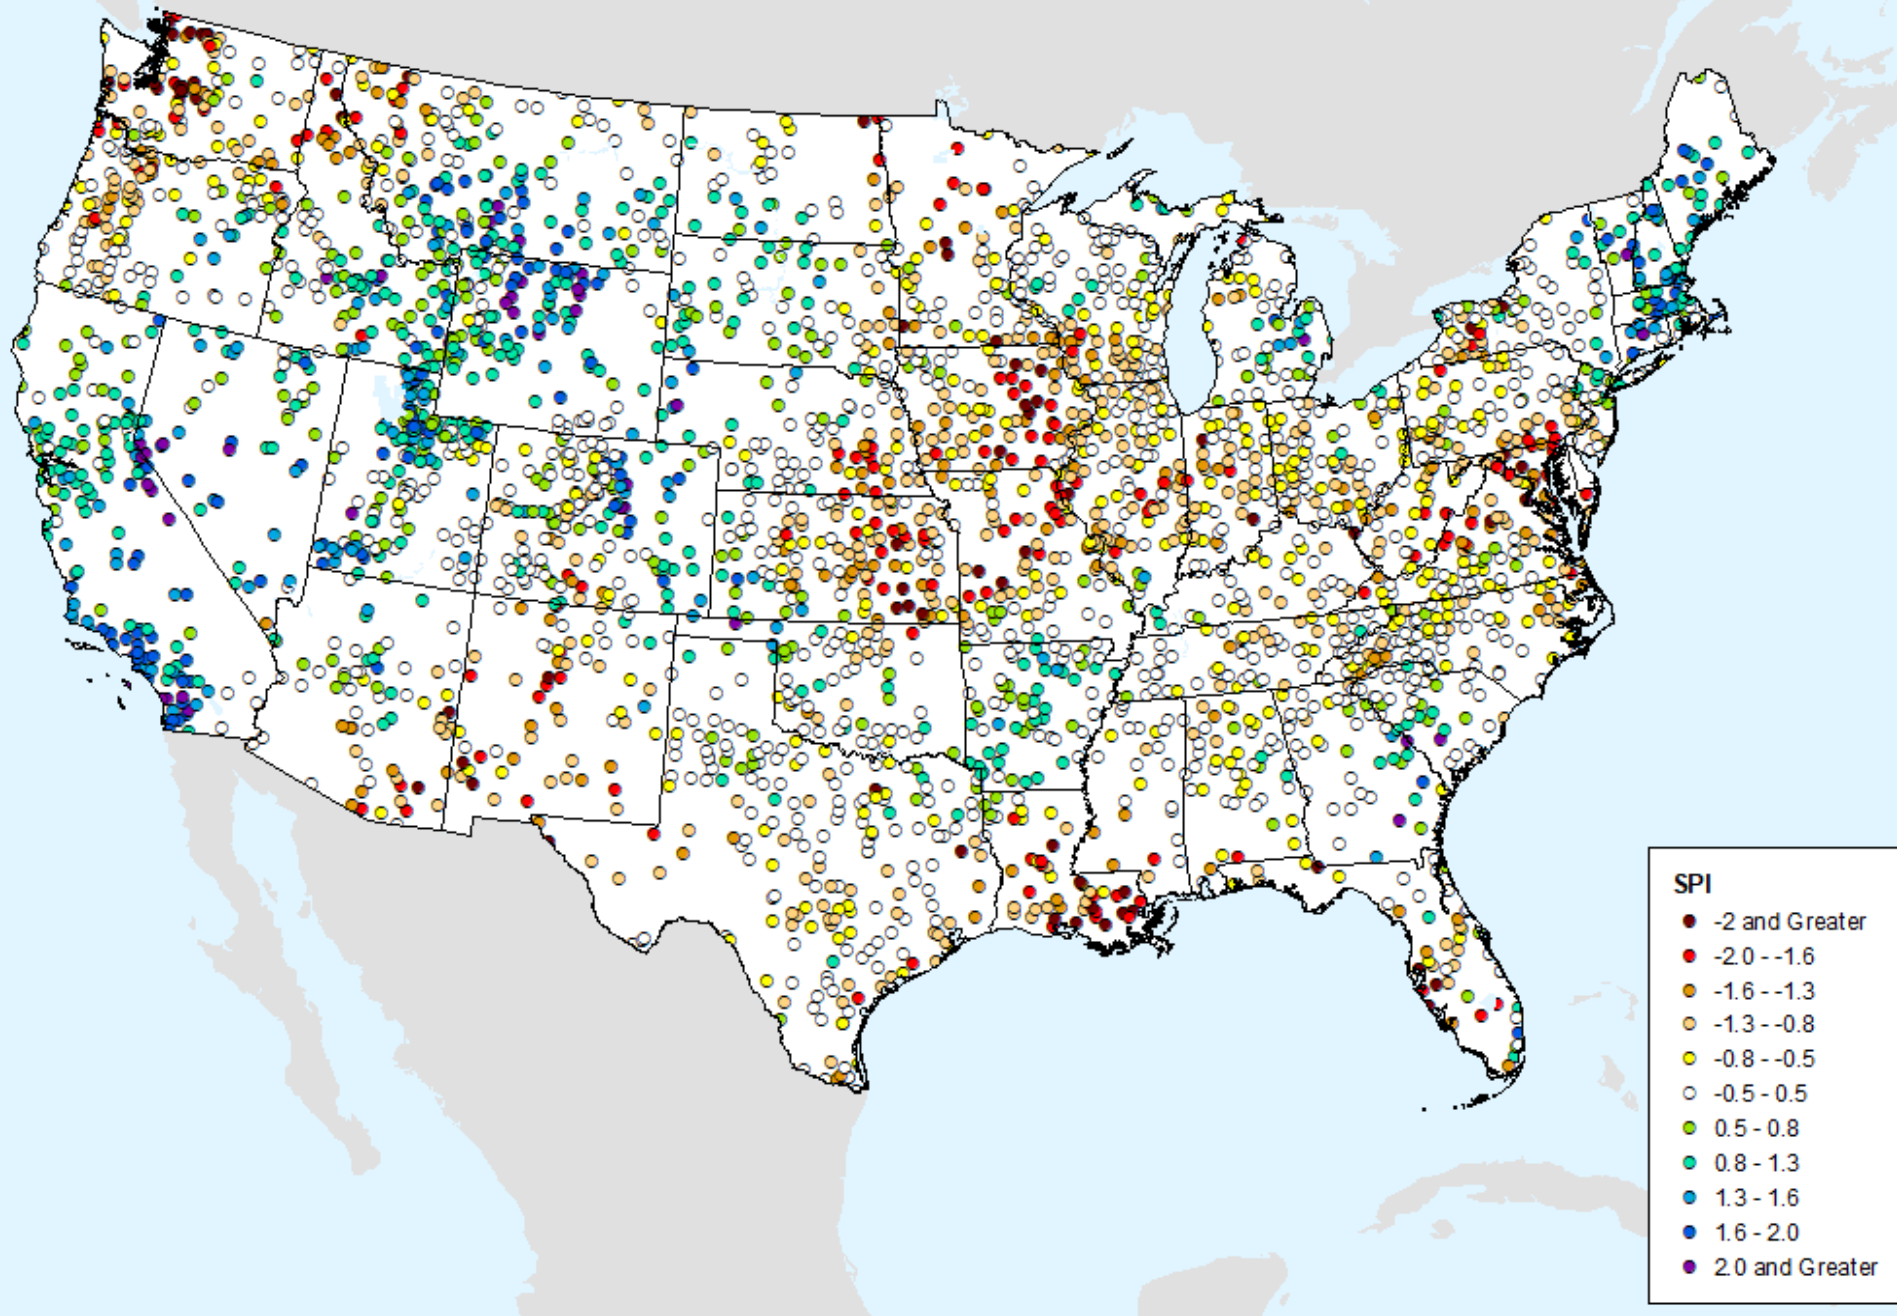 SPI
-2 and Greater
-2.0 - -1.6
-1.6 - -1.3
-1.3 - -0.8
-0.8 - -0.5
-0.5 - 0.5
0.5 - 0.8
0.8 - 1.3
1.3 - 1.6
1.6 - 2.0
2.0 and Greater